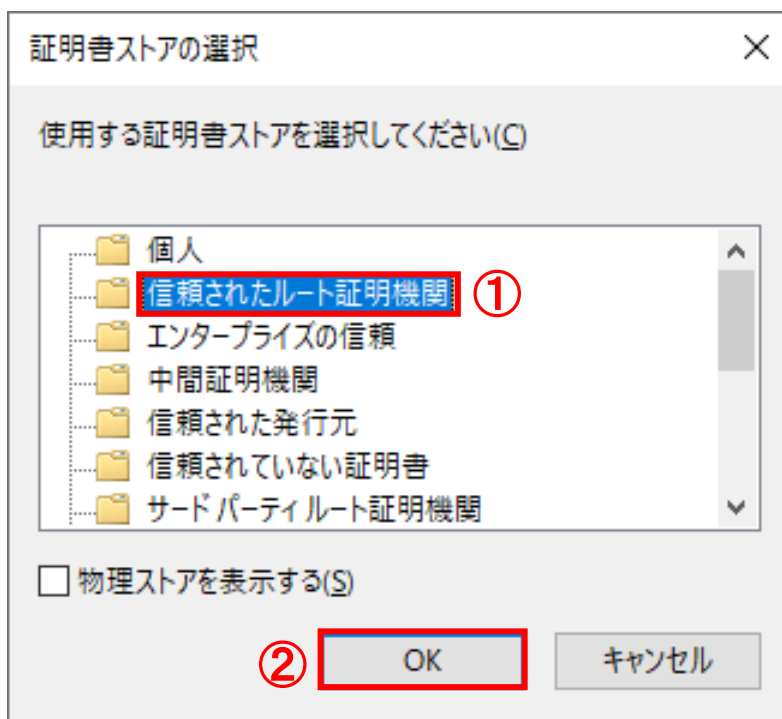 証明書ストアの選択
使用する証明書ストアを選択してください(C)
個人
信頼されたルート証明機関 ①
エンタープライズの信頼
中間証明機関
信頼された発行元
信頼されていない証明書
サード パーティ ルート証明機関
物理ストアを表示する(S)
② OK キャンセル